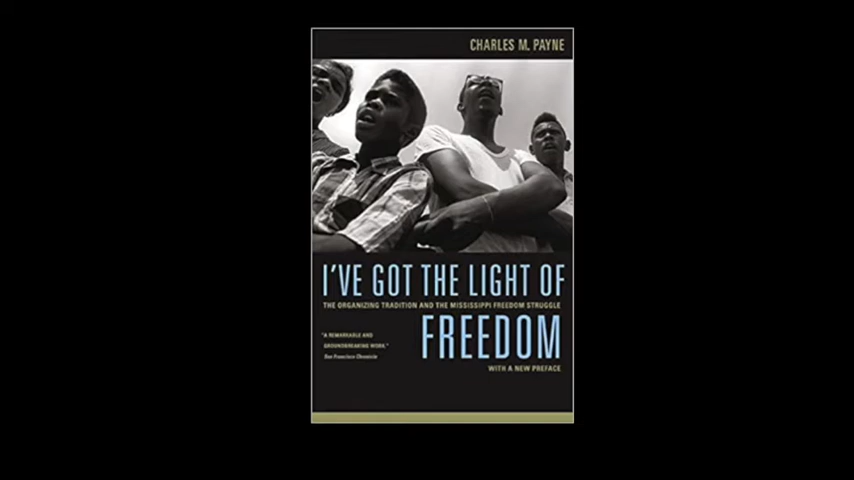 CHARLES M. PAYNE
I'VE GOT THE LIGHT OF
THE ORGANIZING TRADITION AND THE MISSISSIPPI FREEDOM STRUGGLE
FREEDOM
"A REMARKABLE AND
GROUNDBREAKING WORK."
San Francisco Chronicle
WITH A NEW PREFACE